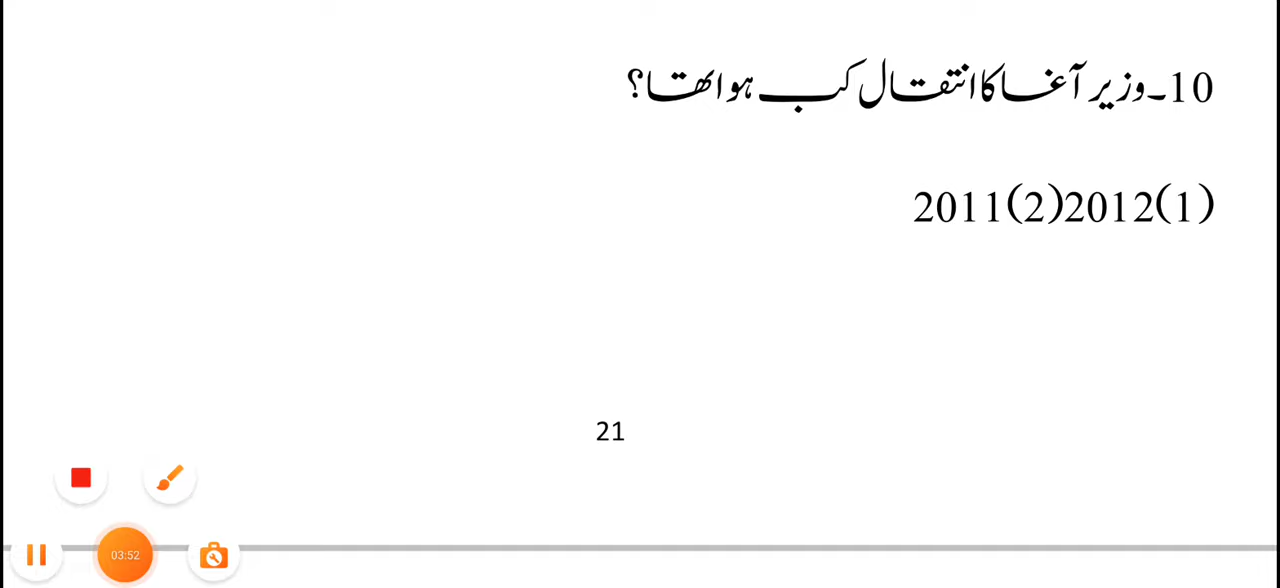 10۔وزیر آغا کا انتقال کب ہوا تھا؟
(1)2012(2)2011
21
03:52